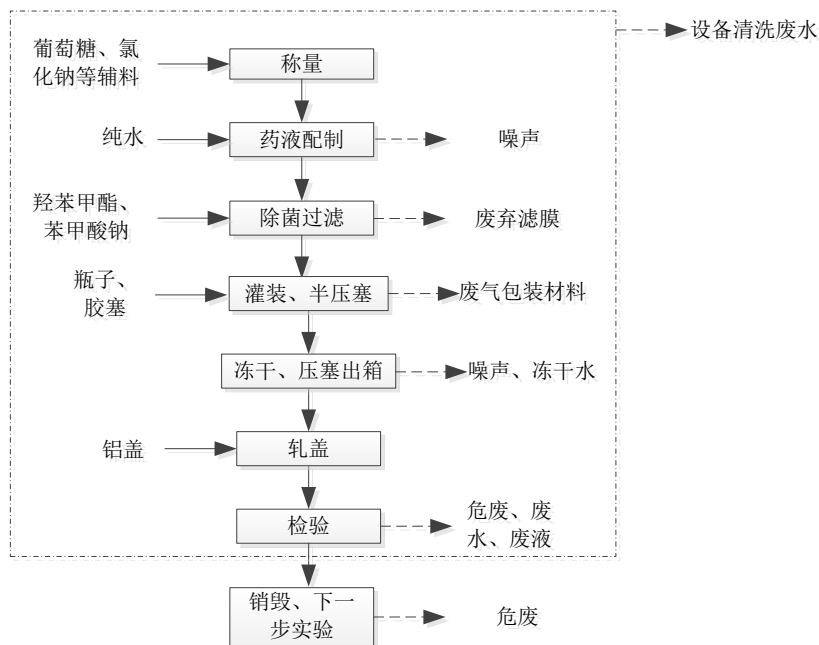 设备清洗废水
葡萄糖、氯
化钠等辅料
称量
纯水
药液配制
噪声
羟苯甲酯、
苯甲酸钠
除菌过滤
废弃滤膜
瓶子、
胶塞
灌装、半压塞
废气包装材料
冻干、压塞出箱
噪声、冻干水
铝盖
轧盖
检验
危废、废
水、废液
销毁、下一
步实验
危废